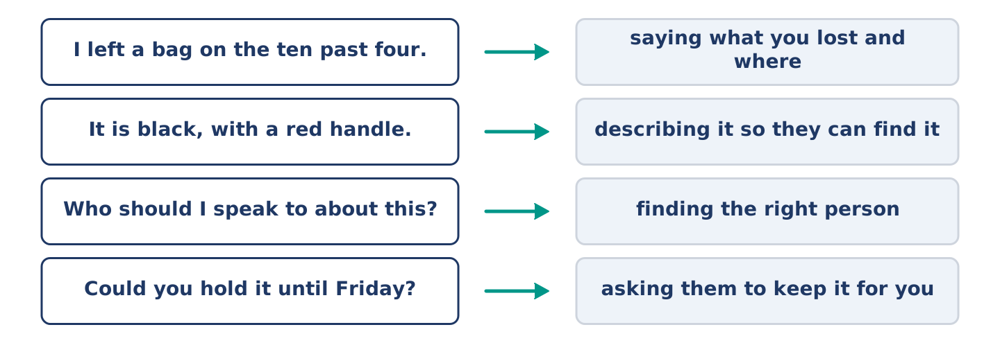 I left a bag on the ten past four.
saying what you lost and
where
It is black, with a red handle.
describing it so they can find it
Who should I speak to about this?
finding the right person
Could you hold it until Friday?
asking them to keep it for you